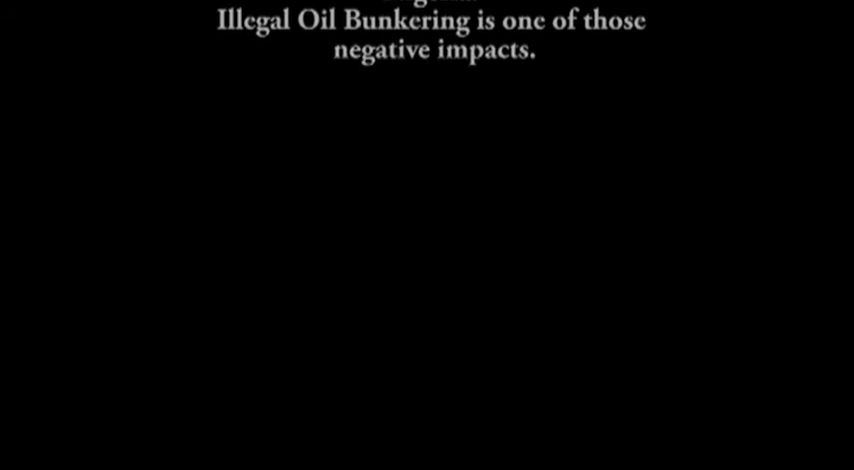 Illegal Oil Bunkering is one of those
negative impacts.